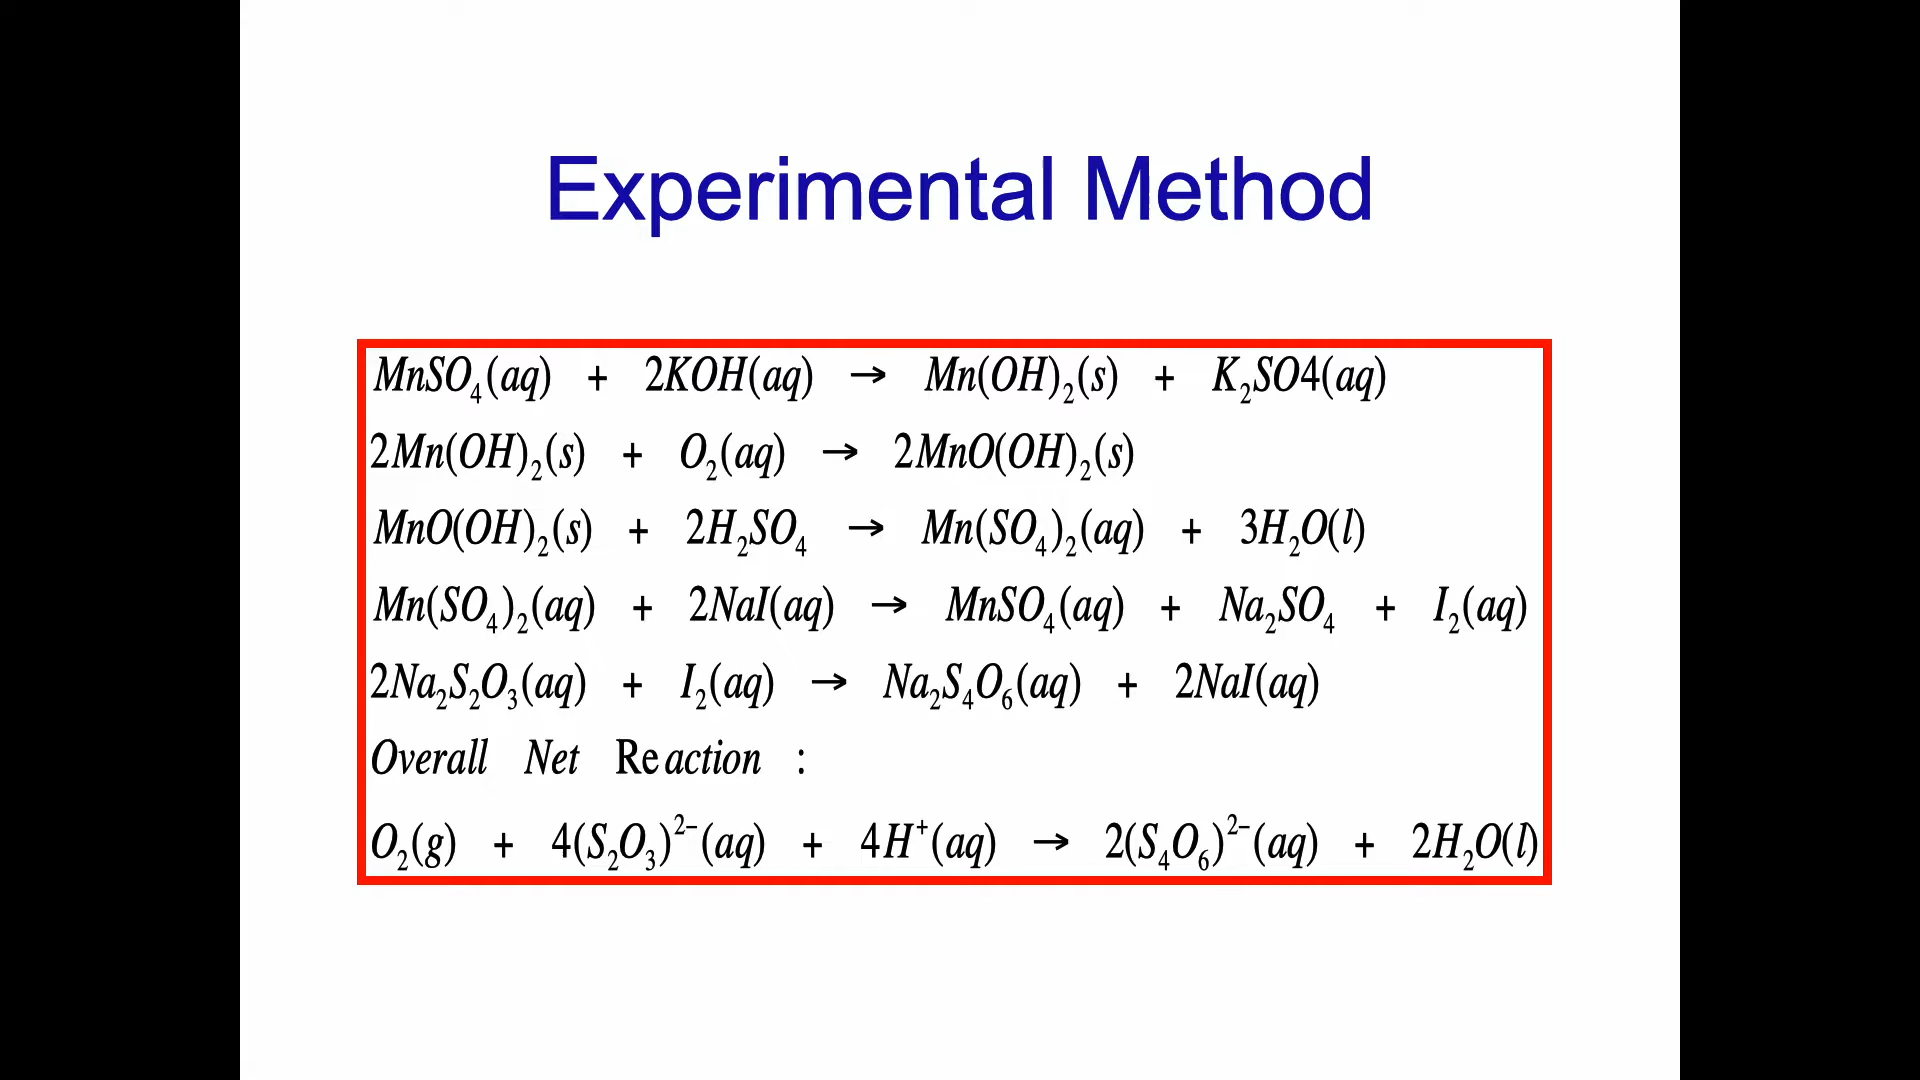 Experimental Method
MnSO₄(aq) + 2KOH(aq) → Mn(OH)₂(s) + K₂SO4(aq)
2Mn(OH)₂(s) + O₂(aq) → 2MnO(OH)₂(s)
MnO(OH)₂(s) + 2H₂SO₄ → Mn(SO₄)₂(aq) + 3H₂O(l)
Mn(SO₄)₂(aq) + 2NaI(aq) → MnSO₄(aq) + Na₂SO₄ + I₂(aq)
2Na₂S₂O₃(aq) + I₂(aq) → Na₂S₄O₆(aq) + 2NaI(aq)
Overall Net Reaction :
O₂(g) + 4(S₂O₃)²⁻(aq) + 4H⁺(aq) → 2(S₄O₆)²⁻(aq) + 2H₂O(l)